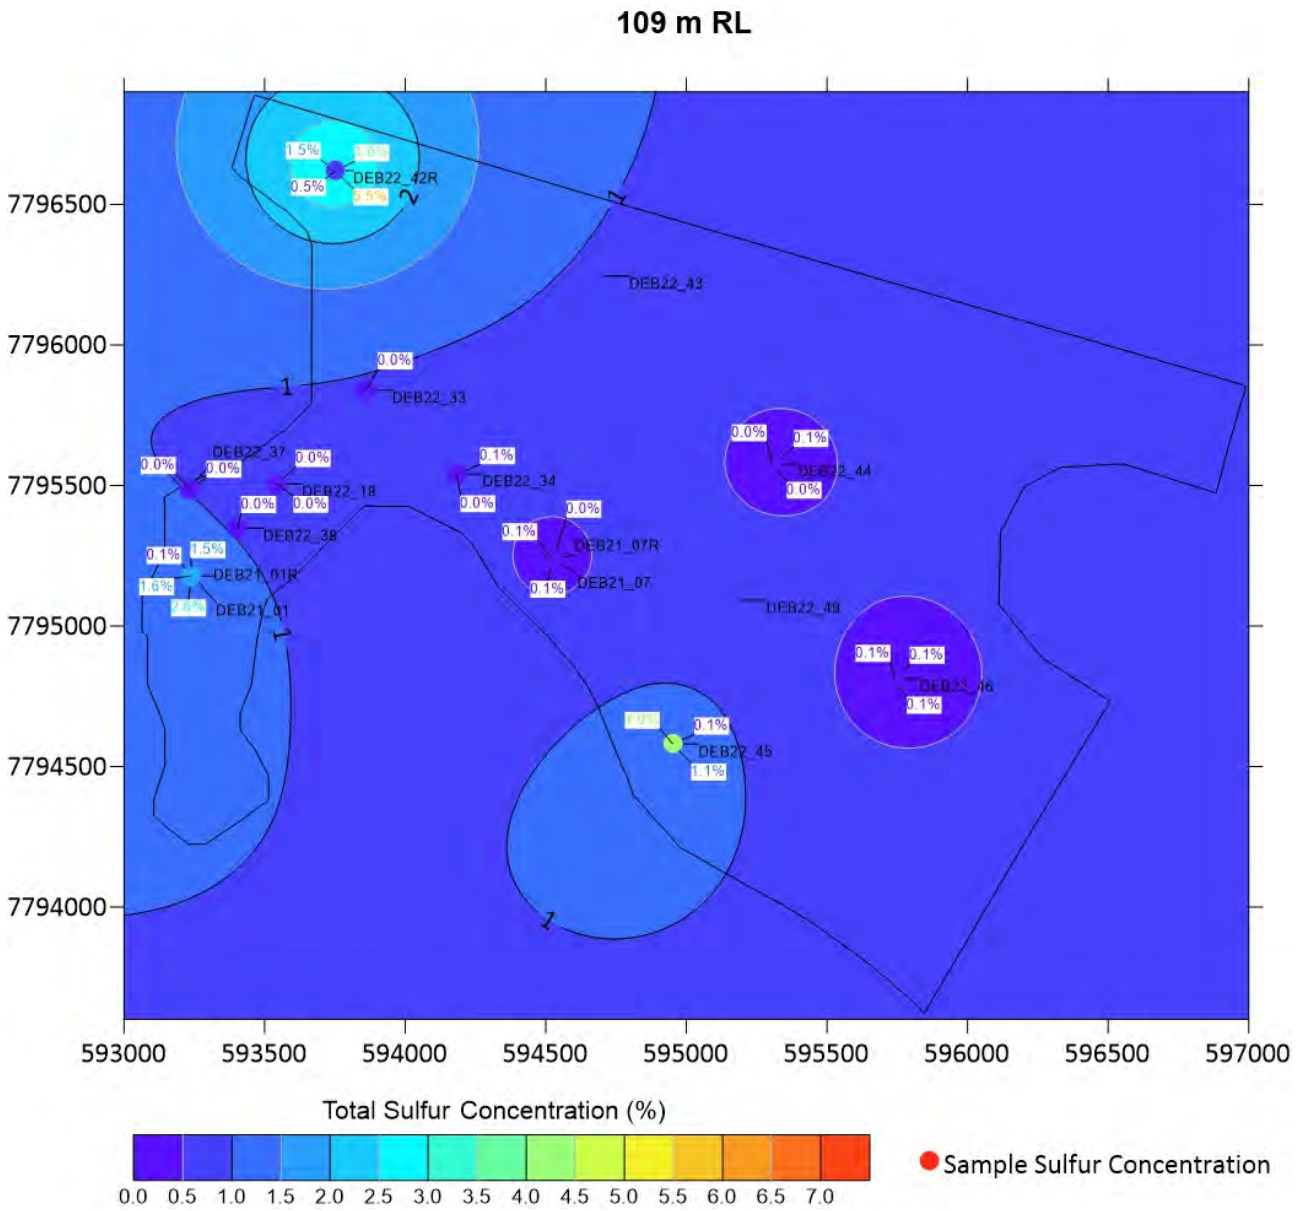 109 m RL
7796500
7796000
7795500
7795000
7794500
7794000
1.5%
0.5%
5.5%
DEB22_42R
2
1
DEB22_43
0.0%
DEB22_33
1
DEB22_37
0.0%
0.0%
0.0%
DEB22_18
0.0%
0.0%
DEB22_38
0.1%
DEB22_34
0.0%
0.0%
0.1%
DEB22_44
0.0%
0.0%
0.1%
DEB21_07R
DEB21_07
0.1%
1.5%
0.1%
DEB21_01R
1.6%
2.6%
DEB21_01
1
DEB22_49
0.1%
0.1%
DEB22_46
0.1%
0.1%
DEB22_45
1.1%
1
593000 593500 594000 594500 595000 595500 596000 596500 597000
Total Sulfur Concentration (%)
0.0 0.5 1.0 1.5 2.0 2.5 3.0 3.5 4.0 4.5 5.0 5.5 6.0 6.5 7.0
Sample Sulfur Concentration